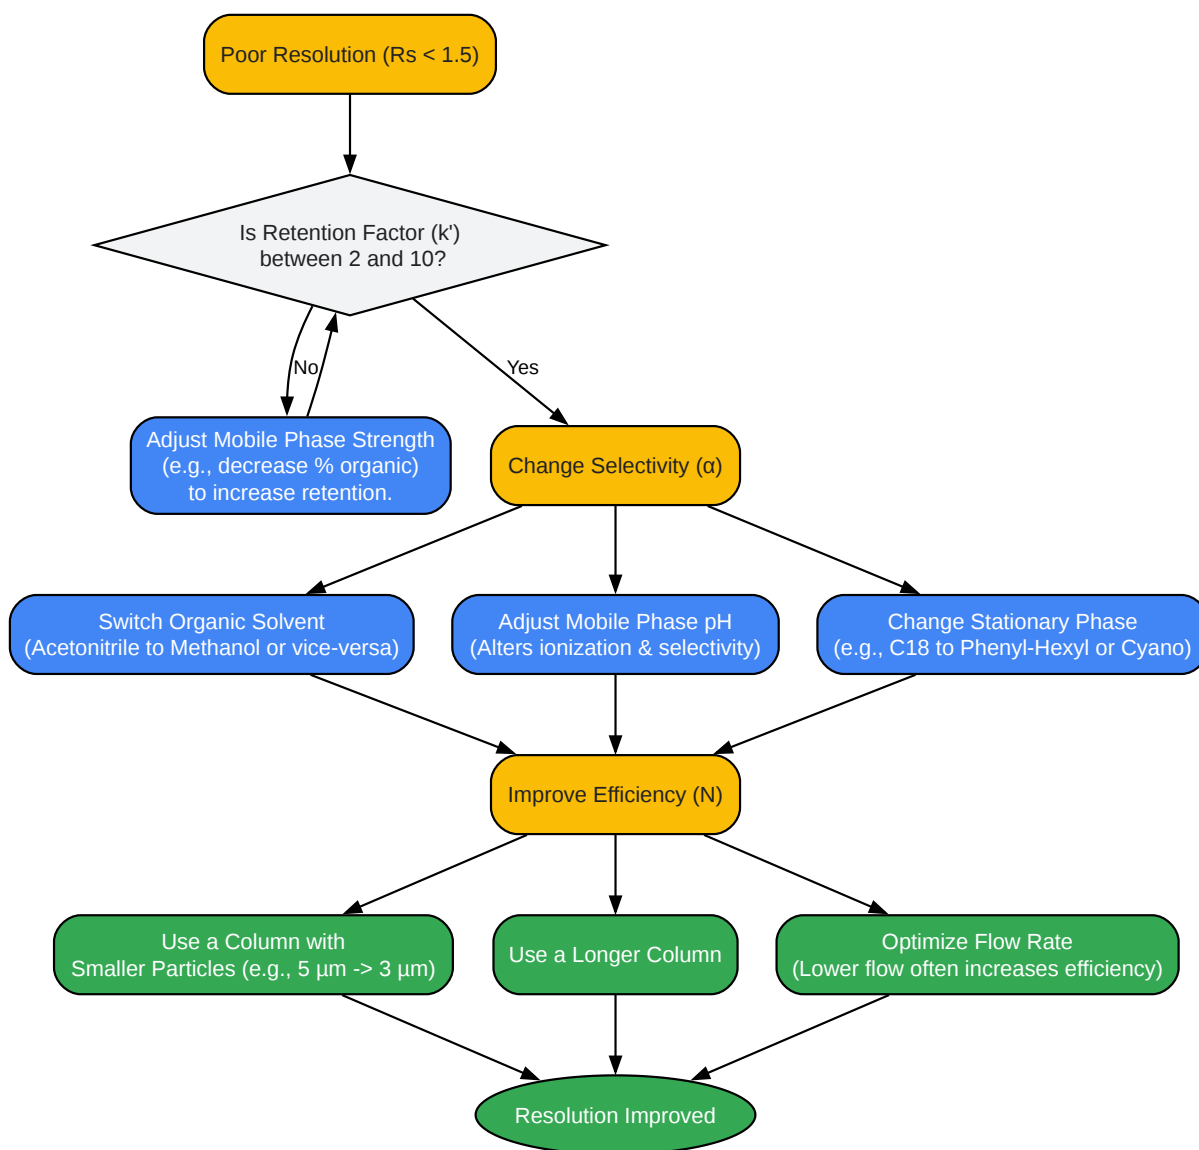 Poor Resolution (Rs < 1.5)
Is Retention Factor (k')
between 2 and 10?
No
Yes
Adjust Mobile Phase Strength
(e.g., decrease % organic)
to increase retention.
Change Selectivity (α)
Switch Organic Solvent
(Acetonitrile to Methanol or vice-versa)
Adjust Mobile Phase pH
(Alters ionization & selectivity)
Change Stationary Phase
(e.g., C18 to Phenyl-Hexyl or Cyano)
Improve Efficiency (N)
Use a Column with
Smaller Particles (e.g., 5 µm -> 3 µm)
Use a Longer Column
Optimize Flow Rate
(Lower flow often increases efficiency)
Resolution Improved